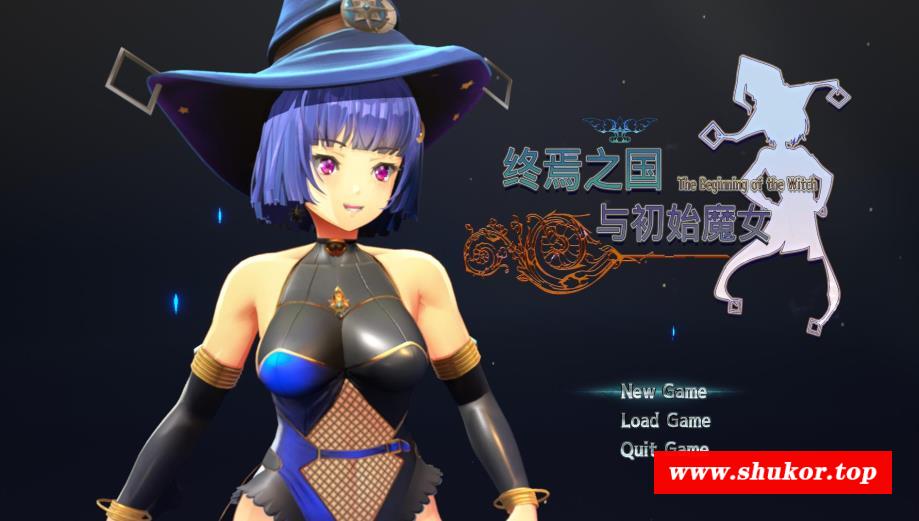 终焉之国
The Beginning of the Witch
与初始魔女
New Game
Load Game
Quit Game
www.shukor.top